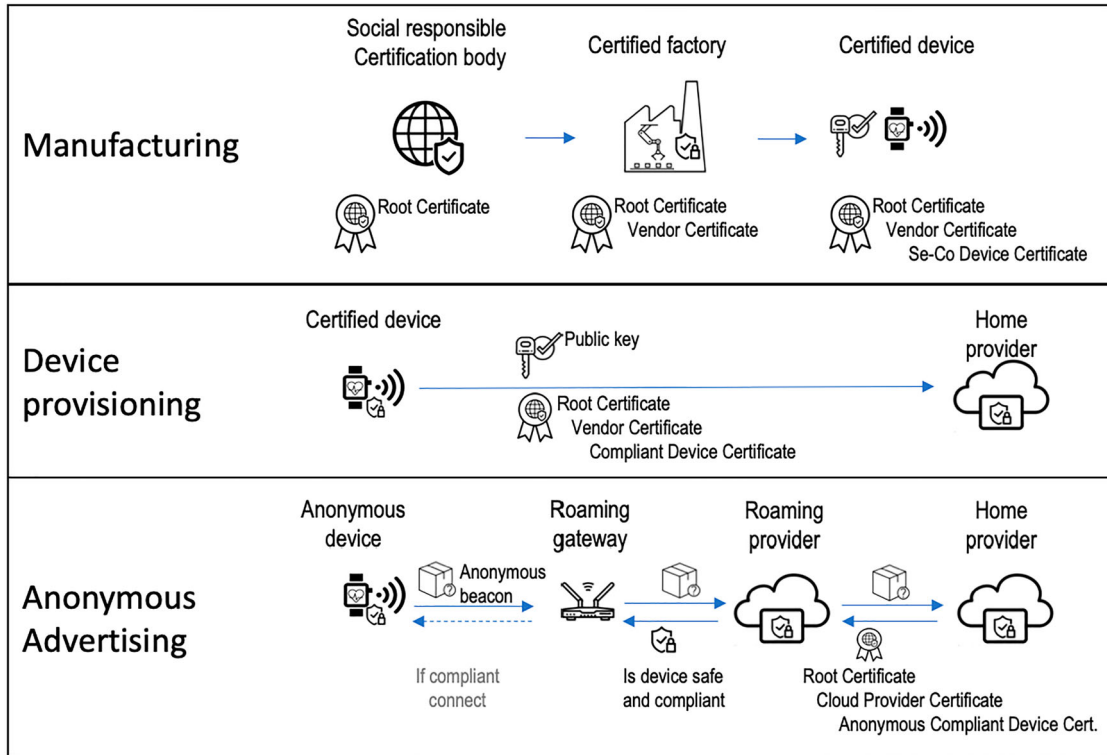 Social responsible
Certification body
Certified factory
Certified device
Manufacturing
Root Certificate
Root Certificate
Vendor Certificate
Root Certificate
Vendor Certificate
Se-Co Device Certificate
Certified device
Public key
Home
provider
Device
provisioning
Root Certificate
Vendor Certificate
Compliant Device Certificate
Anonymous
device
Roaming
gateway
Roaming
provider
Home
provider
Anonymous
beacon
Anonymous
Advertising
If compliant
connect
Is device safe
and compliant
Root Certificate
Cloud Provider Certificate
Anonymous Compliant Device Cert.